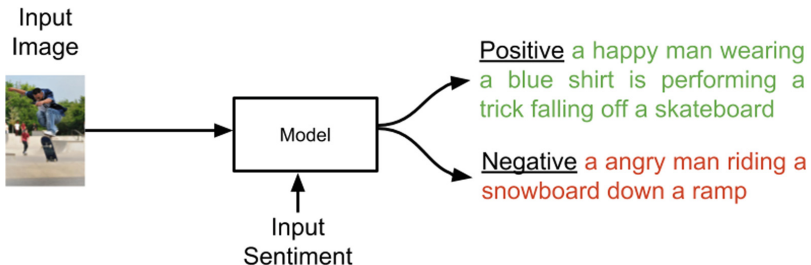 Input
Image
Model
Input
Sentiment
Positive a happy man wearing
a blue shirt is performing a
trick falling off a skateboard
Negative a angry man riding a
snowboard down a ramp